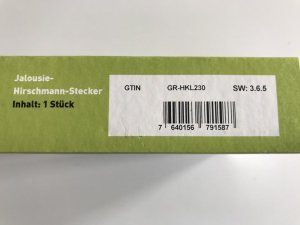 Jalousie-
Hirschmann-Stecker
Inhalt: 1 Stück
GTIN GR-HKL230 SW: 3.6.5
7 640156 791587